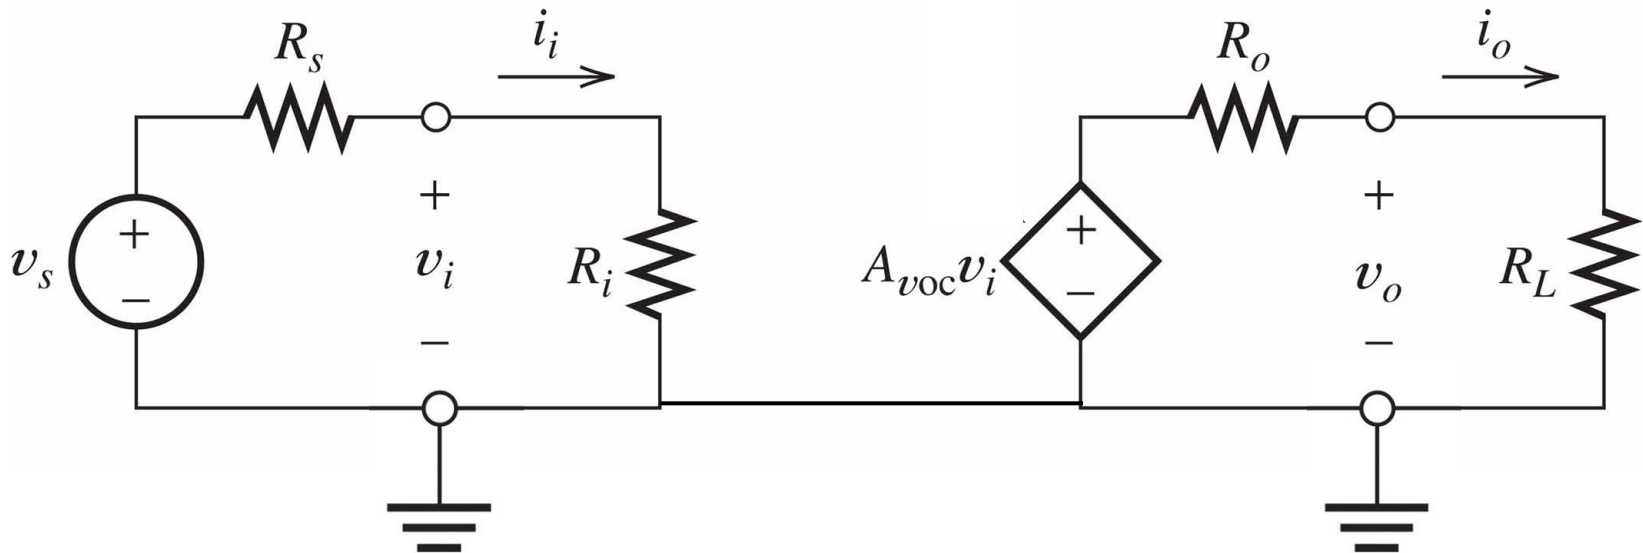 R_s i_i R_o i_o
+ +
v_s + − v_i R_i A_voc v_i + − v_o R_L
− −